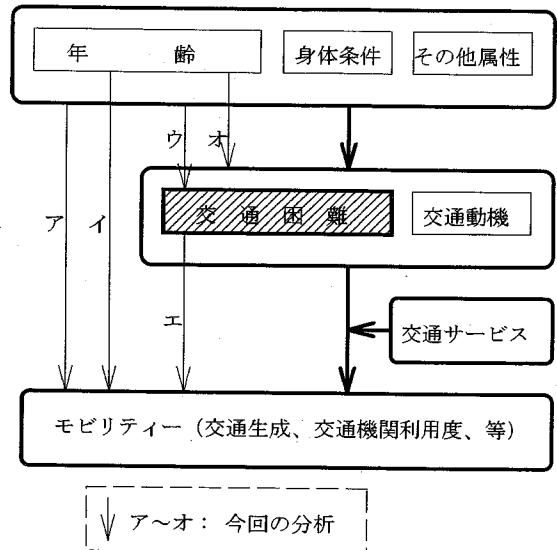 年　齢
身体条件
その他属性
ウ
オ
ア
イ
交通困難
交通動機
エ
交通サービス
モビリティー（交通生成、交通機関利用度、等）
ア～オ： 今回の分析